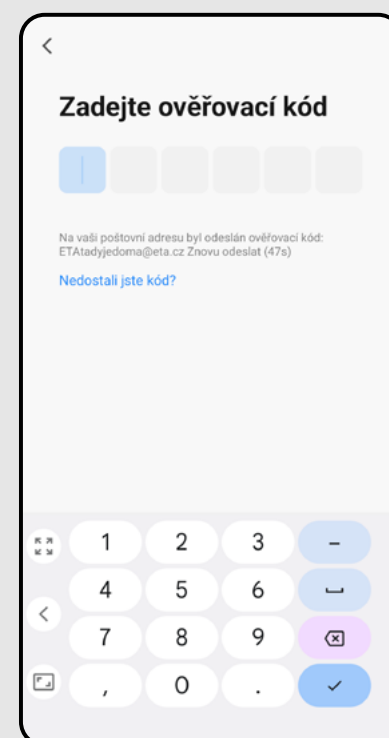 Zadejte ověřovací kód
Na vaši poštovní adresu byl odeslán ověřovací kód:
ETAtadyjedoma@eta.cz Znovu odeslat (47s)
Nedostali jste kód?
1 2 3 –
4 5 6
7 8 9
, 0 .